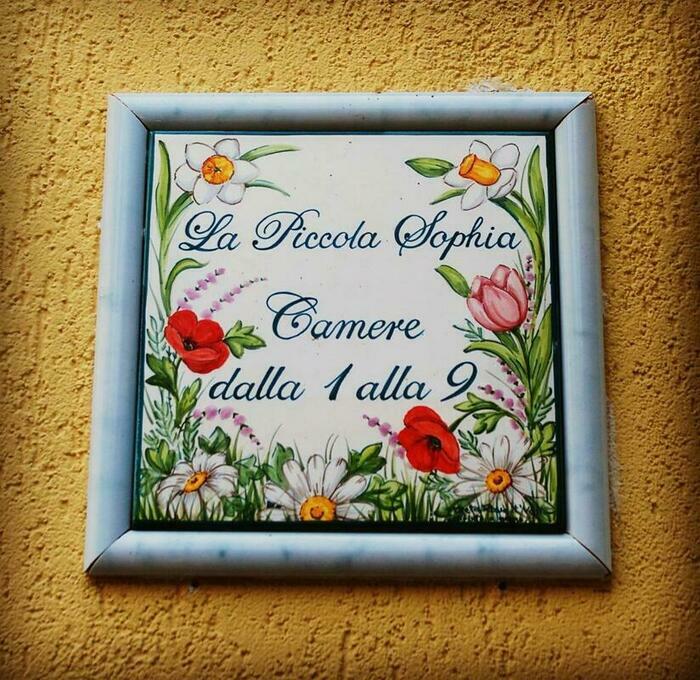 La Piccola Sophia
Camere
dalla 1 alla 9